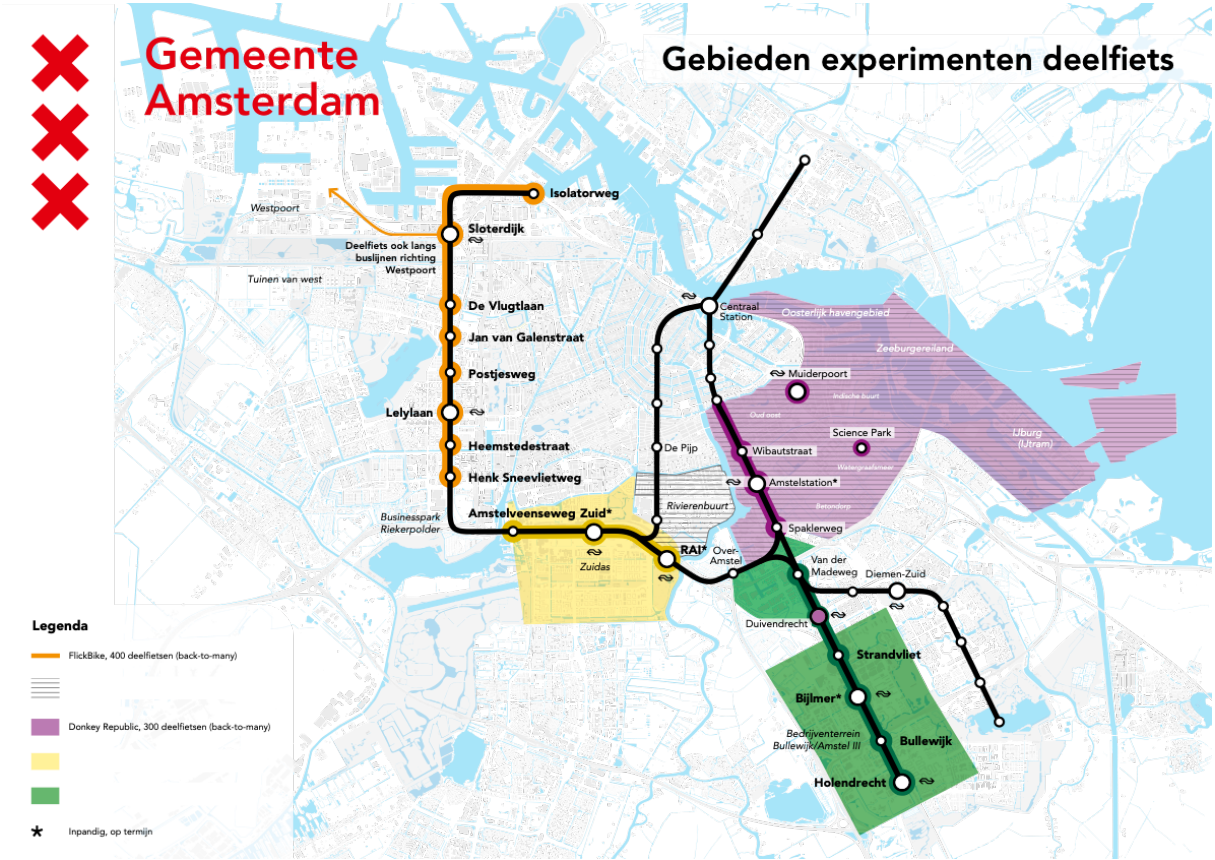 Gemeente
Amsterdam
Gebieden experimenten deelfiets
Isolatorweg
Westpoort
Sloterdijk
Deelfiets ook langs
buslijnen richting
Westpoort
Tuinen van west
De Vlugtlaan
Centraal
Station
Oosterlijk havengebied
Jan van Galenstraat
Zeeburgereiland
Postjesweg
Muiderpoort
Indische buurt
Lelylaan
Oud oost
Science Park
IJburg
(IJtram)
Heemstedestraat
De Pijp
Wibautstraat
Watergraafsmeer
Henk Sneevlietweg
Amstelstation*
Rivierenbuurt
Betondorp
Businesspark
Riekerpolder
Amstelveenseweg
Zuid*
Spaklerweg
RAI*
Over-
Amstel
Zuidas
Van der
Madeweg
Diemen-Zuid
Duivendrecht
Strandvliet
Bijlmer*
Bedrijventerrein
Bullewijk/Amstel III
Bullewijk
Holendrecht
Legenda
FlickBike, 400 deelfietsen (back-to-many)
Donkey Republic, 300 deelfietsen (back-to-many)
* Inpandig, op termijn